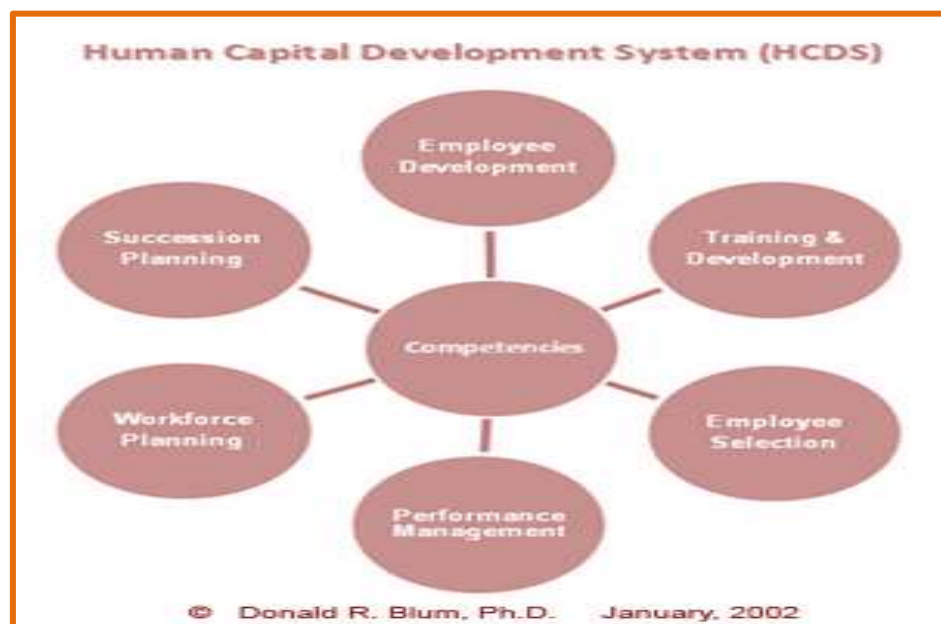 Human Capital Development System (HCDS)
Employee
Development
Succession
Planning
Training &
Development
Competencies
Workforce
Planning
Employee
Selection
Performance
Management
© Donald R. Blum, Ph.D. January, 2002